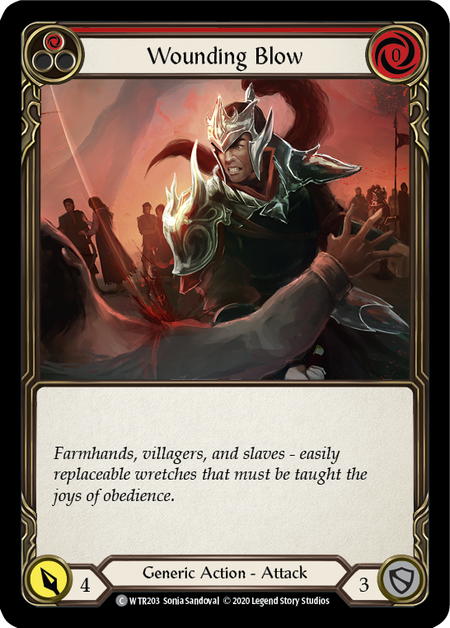 Wounding Blow
0
Farmhands, villagers, and slaves - easily
replaceable wretches that must be taught the
joys of obedience.
4
Generic Action - Attack
3
C WTR203 Sonia Sandoval © 2020 Legend Story Studios